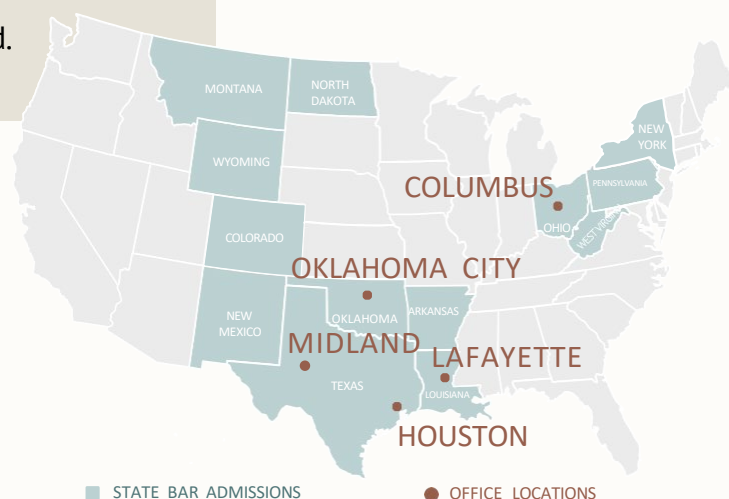 d.
MONTANA
NORTH
DAKOTA
NEW
YORK
WYOMING
PENNSYLVANIA
COLUMBUS
OHIO
WEST VIRGINIA
COLORADO
OKLAHOMA CITY
ARKANSAS
OKLAHOMA
NEW
MEXICO
MIDLAND
LAFAYETTE
TEXAS
LOUISIANA
HOUSTON
STATE BAR ADMISSIONS
OFFICE LOCATIONS